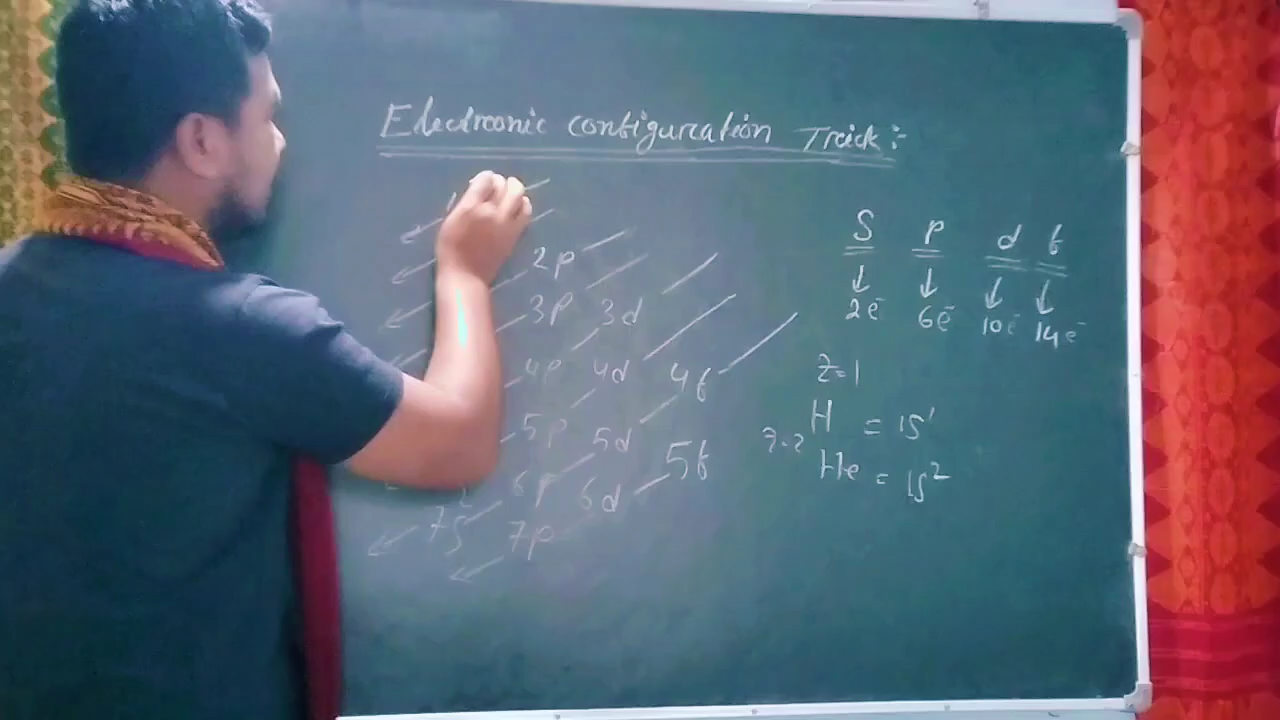 Electronic configuration Trick:
2p
3p 3d
4p 4d 4f
5p 5d 5f
6p 6d
7s 7p
S p d f
2e⁻ 6e⁻ 10e⁻ 14e⁻
Z=1
H = 1S¹
Z=2
He = 1S²